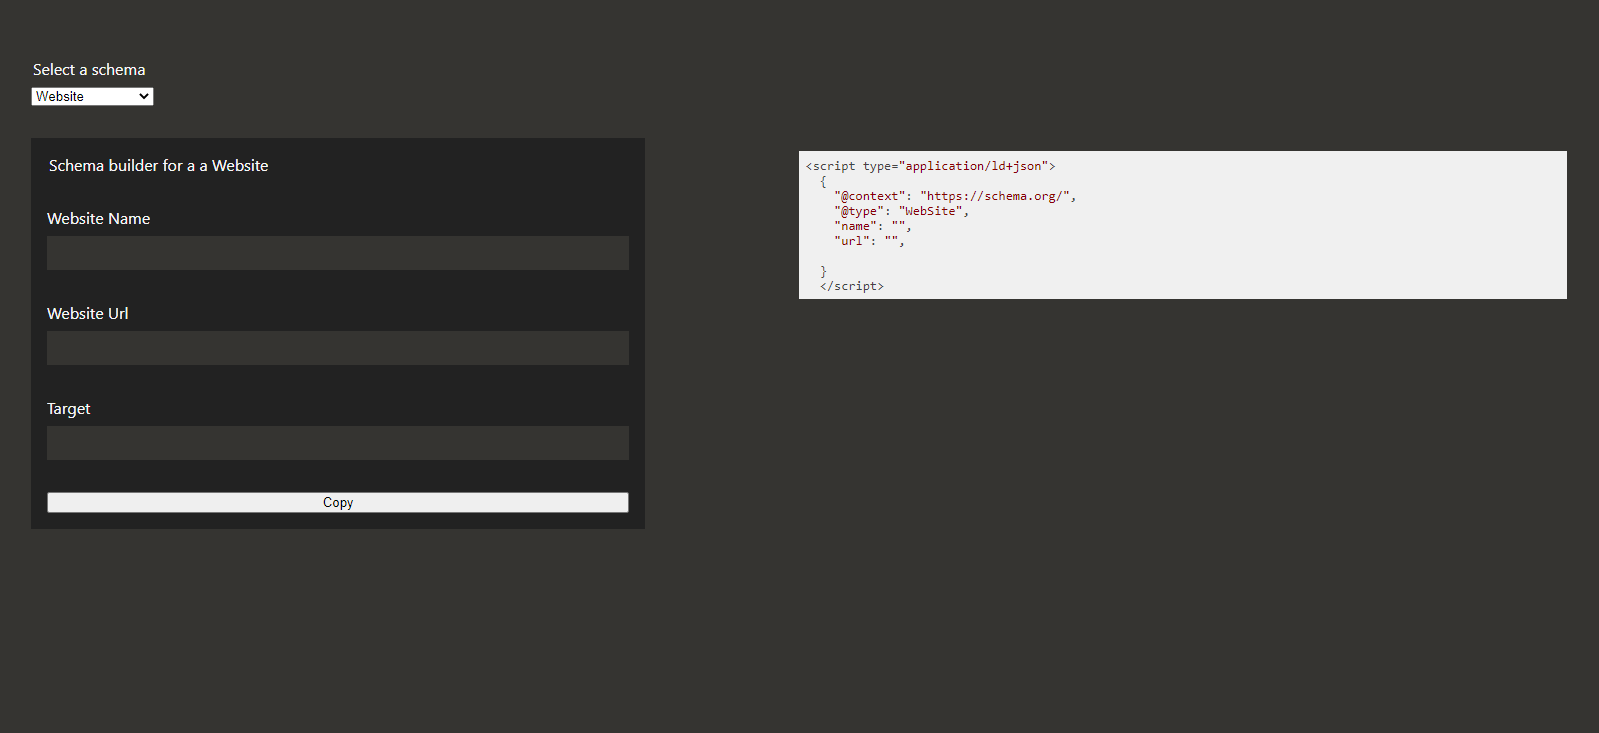 Select a schema
Website
Schema builder for a a Website
Website Name
Website Url
Target
Copy
<script type="application/ld+json">
{
"@context": "https://schema.org/",
"@type": "WebSite",
"name": "",
"url": "",
}
</script>